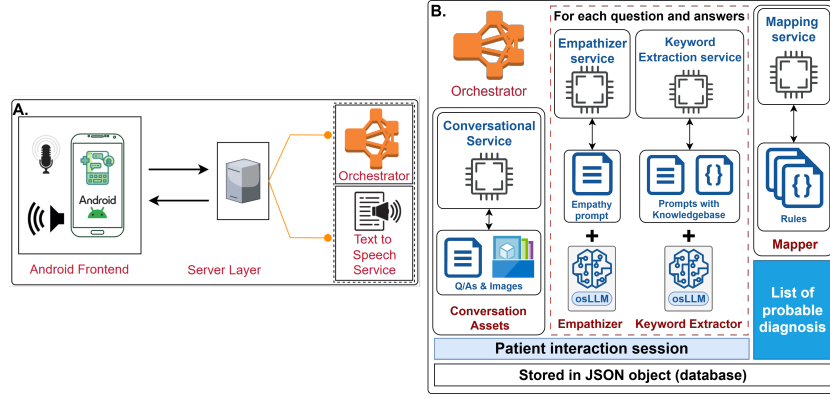 A.
Android
Android Frontend
Server Layer
Orchestrator
Text to
Speech
Service
B.
Orchestrator
For each question and answers
Empathizer
service
Keyword
Extraction service
Mapping
service
Conversational
Service
Empathy
prompt
Prompts with
Knowledgebase
Rules
Mapper
+
+
Q/As & Images
osLLM
osLLM
Conversation
Assets
Empathizer
Keyword Extractor
List of
probable
diagnosis
Patient interaction session
Stored in JSON object (database)